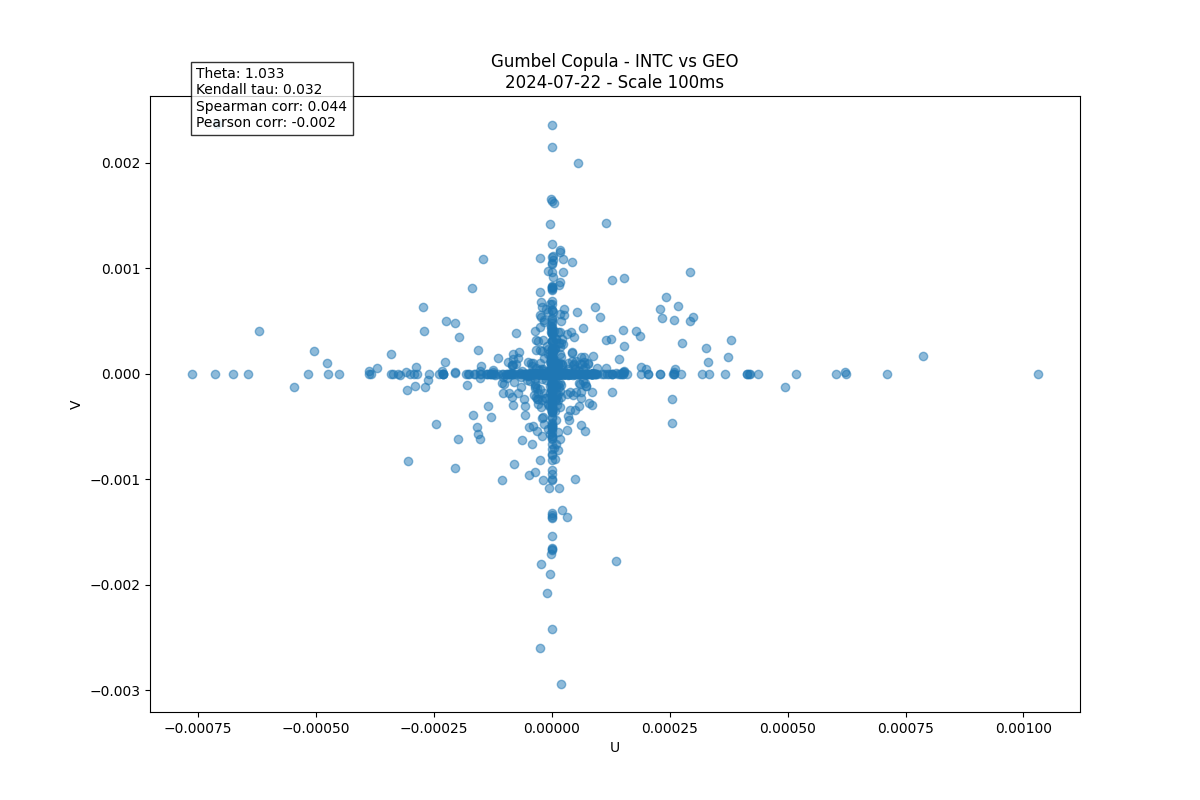 Gumbel Copula - INTC vs GEO
2024-07-22 - Scale 100ms
Theta: 1.033
Kendall tau: 0.032
Spearman corr: 0.044
Pearson corr: -0.002
0.002
0.001
0.000
−0.001
−0.002
−0.003
V
−0.00075 −0.00050 −0.00025 0.00000 0.00025 0.00050 0.00075 0.00100
U